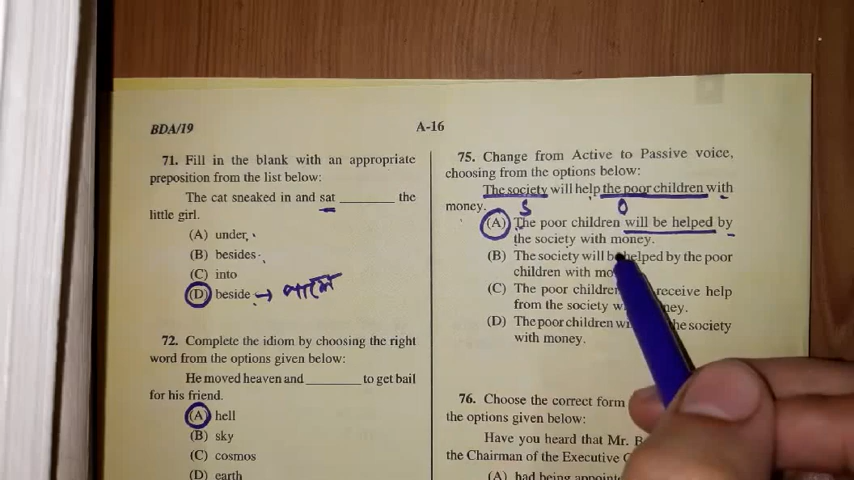 BDA/19
A-16
71. Fill in the blank with an appropriate
preposition from the list below:
The cat sneaked in and sat ________ the
little girl.
(A) under
(B) besides
(C) into
(D) beside → পাশে
72. Complete the idiom by choosing the right
word from the options given below:
He moved heaven and ________ to get bail
for his friend.
(A) hell
(B) sky
(C) cosmos
(D) earth
75. Change from Active to Passive voice,
choosing from the options below:
The society will help the poor children with
money.
S O
(A) The poor children will be helped by
the society with money.
(B) The society will be helped by the poor
children with
(C) The poor children receive help
from the society
(D) The poor children the society
with money.
76. Choose the correct form
the options given below:
Have you heard that Mr.
the Chairman of the Executive
(A) had being